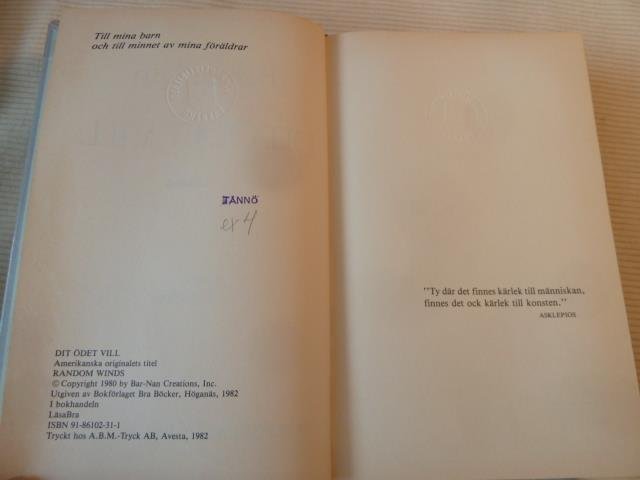 Till mina barn
och till minnet av mina föräldrar
TÄNNÖ
ex 4
DIT ÖDET VILL
Amerikanska originalets titel
RANDOM WINDS
© Copyright 1980 by Bar-Nan Creations, Inc.
Utgiven av Bokförlaget Bra Böcker, Höganäs, 1982
I bokhandeln
LäsaBra
ISBN 91-86102-31-1
Tryckt hos A.B.M.-Tryck AB, Avesta, 1982
"Ty där det finnes kärlek till människan,
finnes det ock kärlek till konsten."
ASKLEPIOS